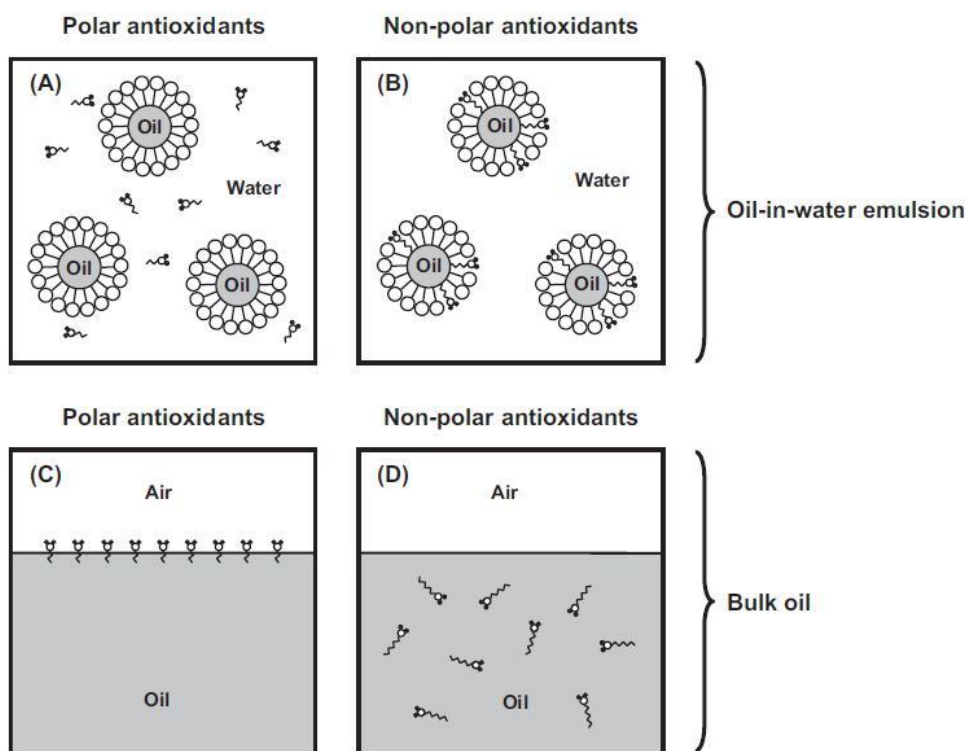 Polar antioxidants
Non-polar antioxidants
(A)
Oil
Water
Oil
Oil
(B)
Oil
Water
Oil
Oil
Oil-in-water emulsion
Polar antioxidants
Non-polar antioxidants
(C)
Air
Oil
(D)
Air
Oil
Bulk oil